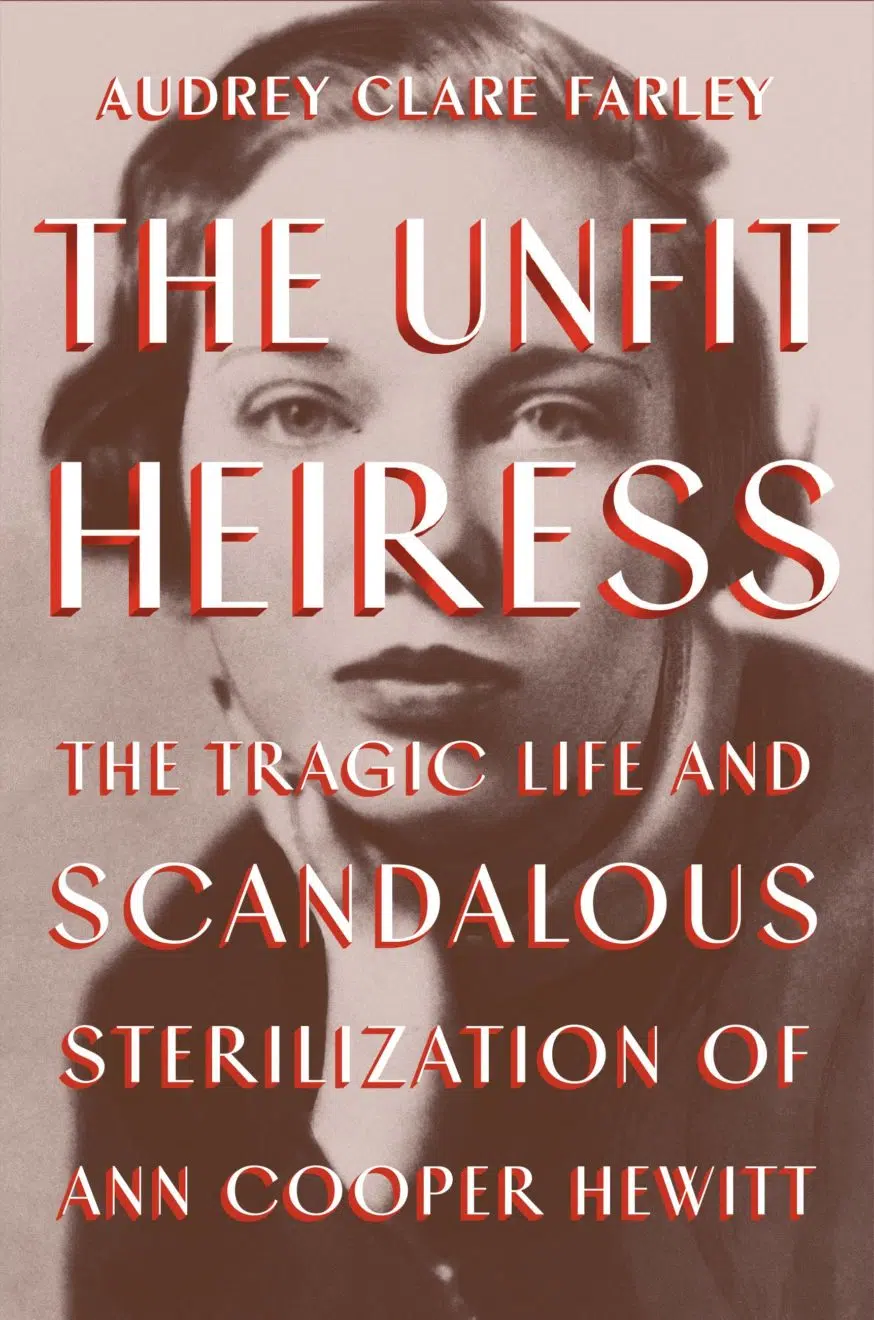 AUDREY CLARE FARLEY
THE UNFIT
HEIRESS
THE TRAGIC LIFE AND
SCANDALOUS
STERILIZATION OF
ANN COOPER HEWITT